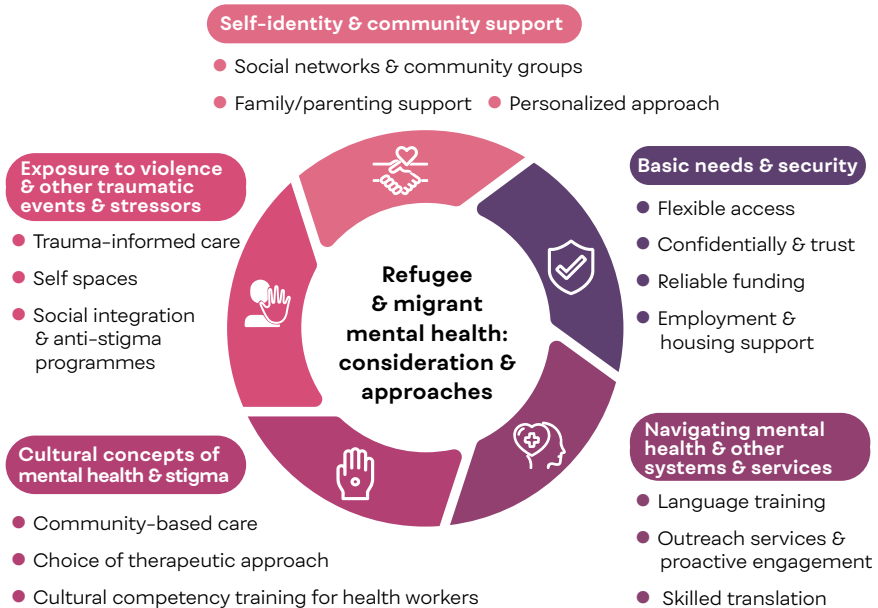 Self-identity & community support
Social networks & community groups
Family/parenting support
Personalized approach
Basic needs & security
Flexible access
Confidentially & trust
Reliable funding
Employment &
housing support
Navigating mental
health & other
systems & services
Language training
Outreach services &
proactive engagement
Skilled translation
Cultural concepts of
mental health & stigma
Community-based care
Choice of therapeutic approach
Cultural competency training for health workers
Exposure to violence
& other traumatic
events & stressors
Trauma-informed care
Self spaces
Social integration
& anti-stigma
programmes
Refugee
& migrant
mental health:
consideration &
approaches